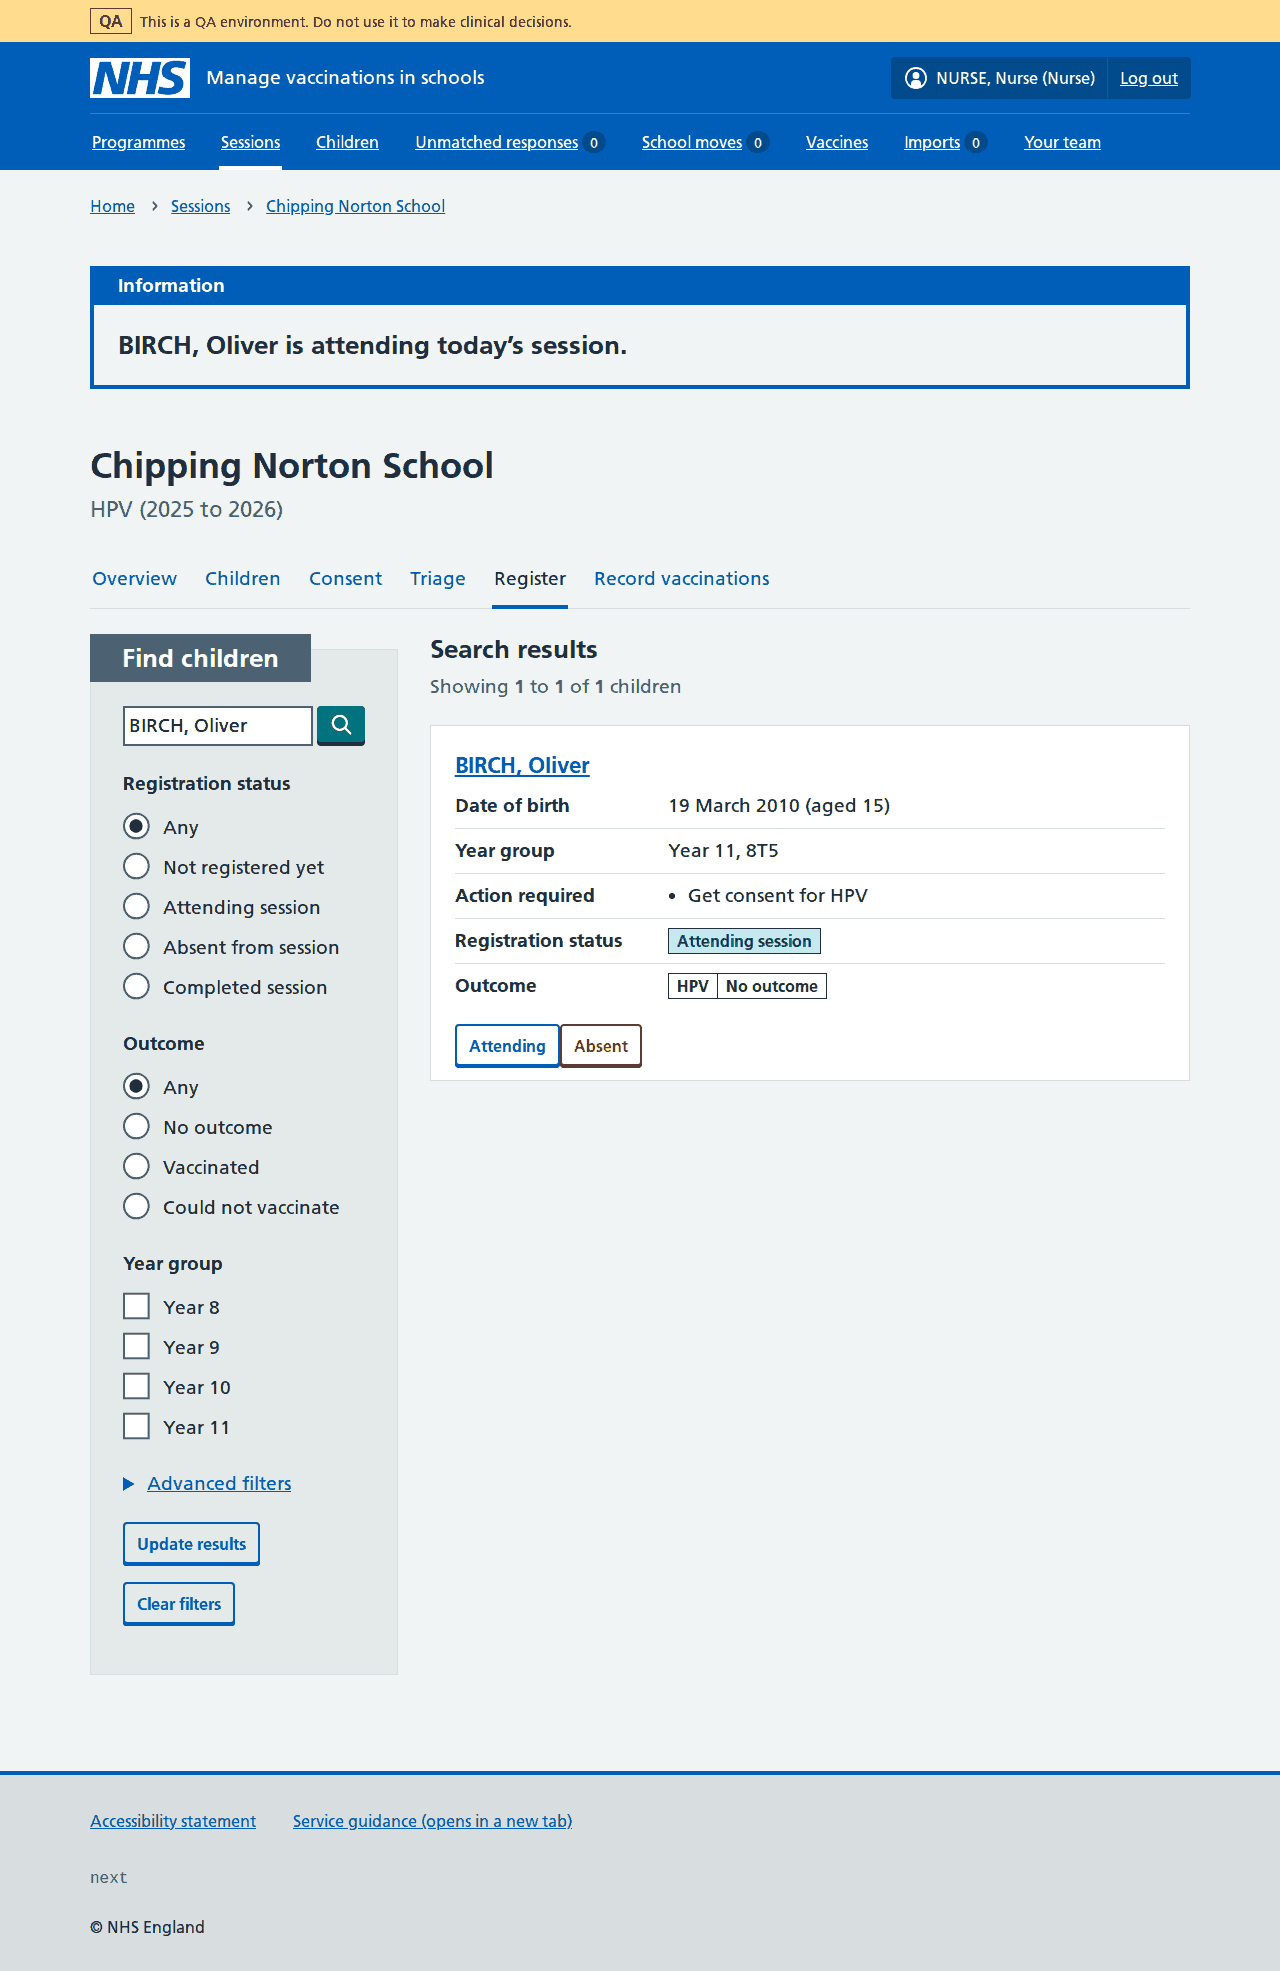 QA This is a QA environment. Do not use it to make clinical decisions.
NHS Manage vaccinations in schools NURSE, Nurse (Nurse) Log out
Programmes Sessions Children Unmatched responses 0 School moves 0 Vaccines Imports 0 Your team
Home Sessions Chipping Norton School
Information
BIRCH, Oliver is attending today’s session.
Chipping Norton School
HPV (2025 to 2026)
Overview Children Consent Triage Register Record vaccinations
Find children
BIRCH, Oliver
Registration status
Any
Not registered yet
Attending session
Absent from session
Completed session
Outcome
Any
No outcome
Vaccinated
Could not vaccinate
Year group
Year 8
Year 9
Year 10
Year 11
Advanced filters
Update results
Clear filters
Search results
Showing 1 to 1 of 1 children
BIRCH, Oliver
Date of birth 19 March 2010 (aged 15)
Year group Year 11, 8T5
Action required • Get consent for HPV
Registration status Attending session
Outcome HPV No outcome
Attending Absent
Accessibility statement Service guidance (opens in a new tab)
next
© NHS England